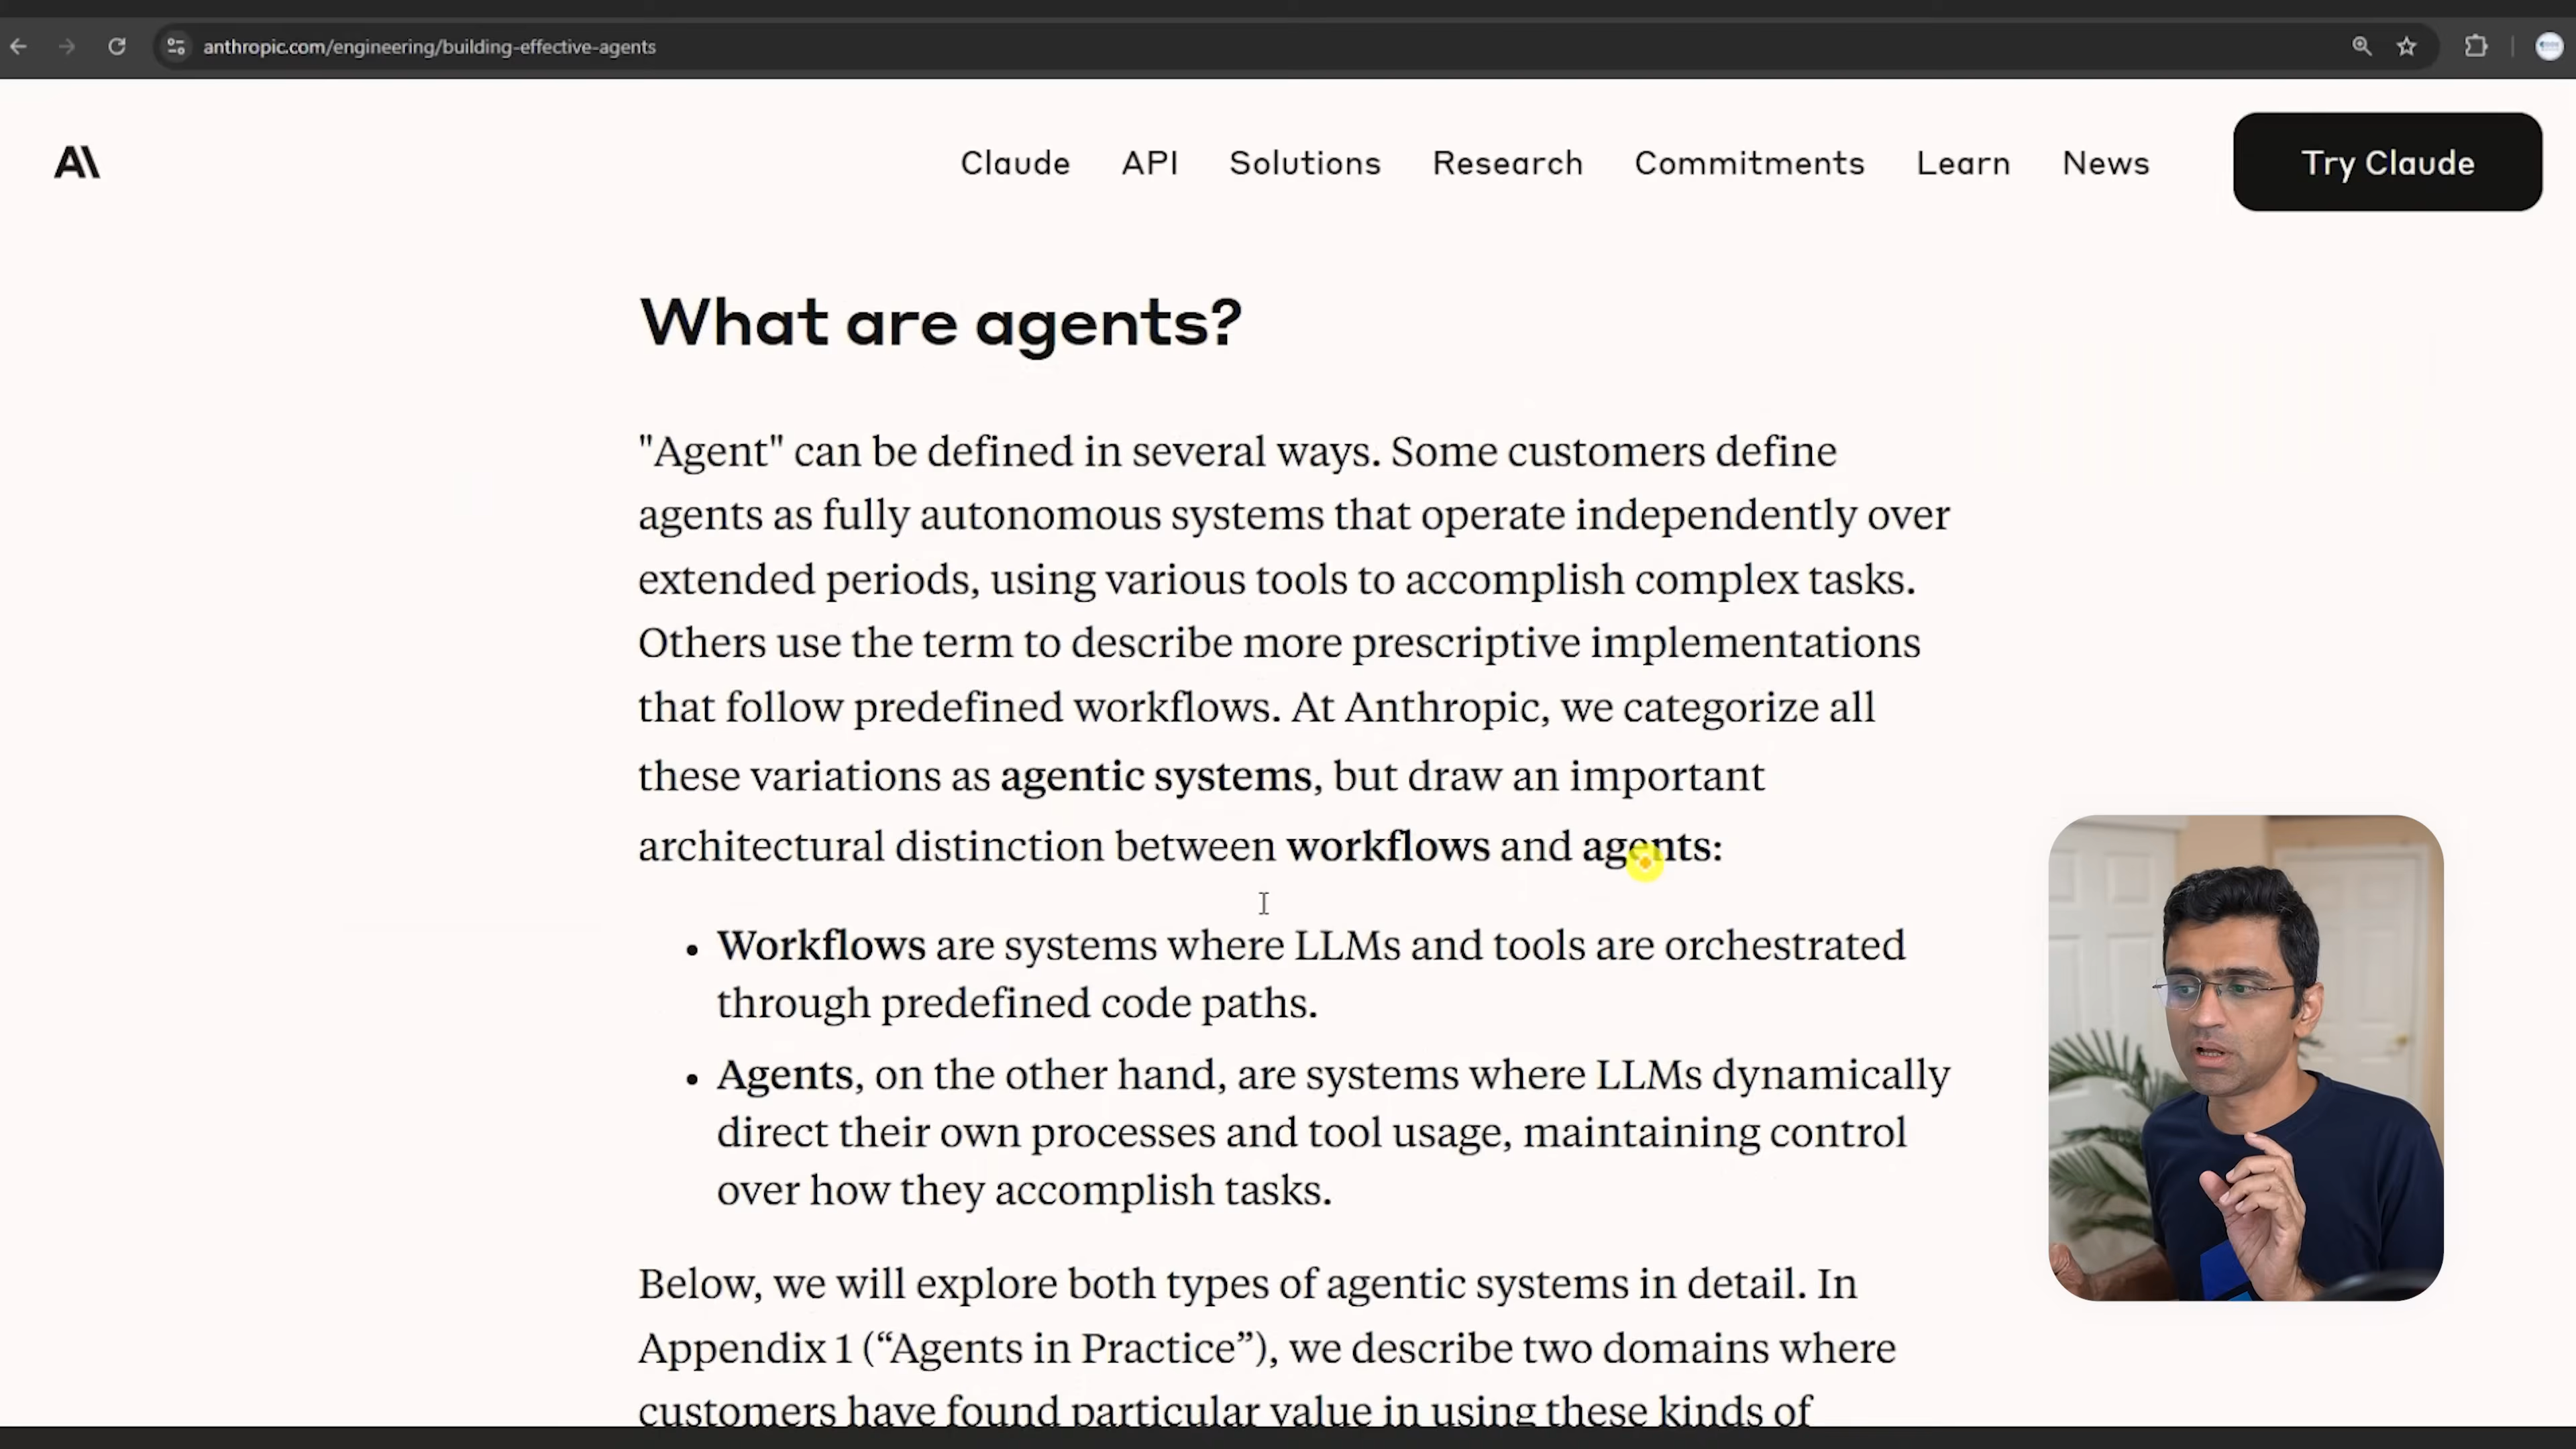 anthropic.com/engineering/building-effective-agents
A\
Claude API Solutions Research Commitments Learn News Try Claude
What are agents?
"Agent" can be defined in several ways. Some customers define
agents as fully autonomous systems that operate independently over
extended periods, using various tools to accomplish complex tasks.
Others use the term to describe more prescriptive implementations
that follow predefined workflows. At Anthropic, we categorize all
these variations as agentic systems, but draw an important
architectural distinction between workflows and agents:
• Workflows are systems where LLMs and tools are orchestrated
through predefined code paths.
• Agents, on the other hand, are systems where LLMs dynamically
direct their own processes and tool usage, maintaining control
over how they accomplish tasks.
Below, we will explore both types of agentic systems in detail. In
Appendix 1 (“Agents in Practice”), we describe two domains where
customers have found particular value in using these kinds of